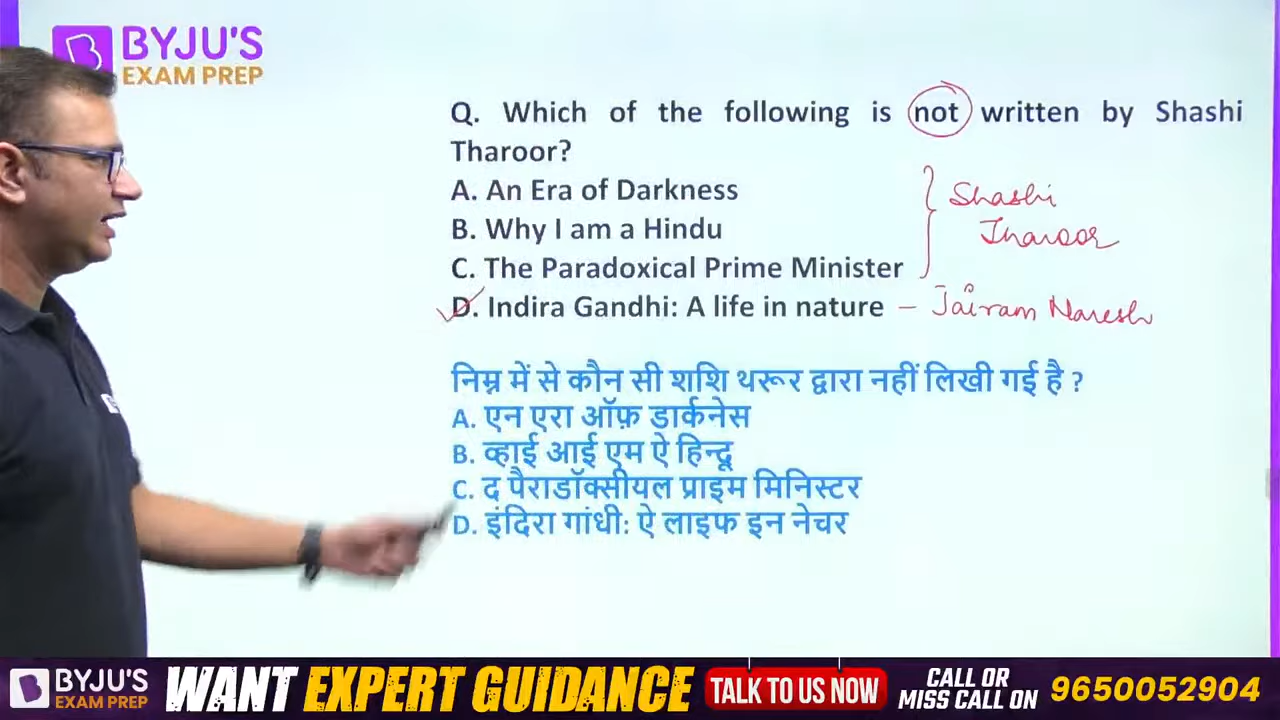 BYJU'S
EXAM PREP
Q. Which of the following is not written by Shashi
Tharoor?
A. An Era of Darkness
B. Why I am a Hindu
C. The Paradoxical Prime Minister
D. Indira Gandhi: A life in nature
Shashi
Tharoor
– Jairam Naresh
निम्न में से कौन सी शशि थरूर द्वारा नहीं लिखी गई है ?
A. एन एरा ऑफ़ डार्कनेस
B. व्हाई आई एम ऐ हिन्दू
C. द पैराडॉक्सीयल प्राइम मिनिस्टर
D. इंदिरा गांधी: ऐ लाइफ इन नेचर
BYJU'S
EXAM PREP
WANT EXPERT GUIDANCE
TALK TO US NOW
CALL OR
MISS CALL ON
9650052904